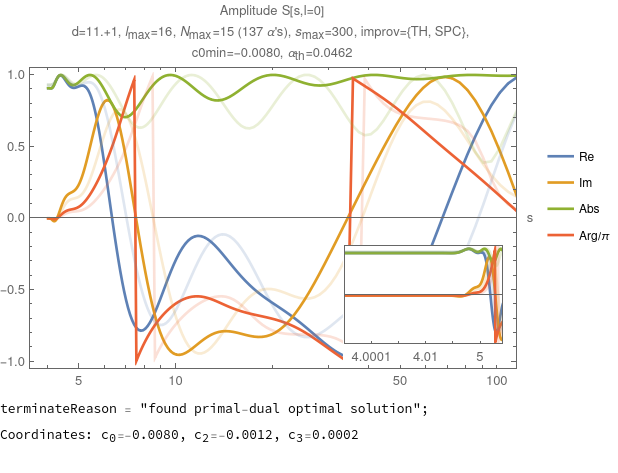 Amplitude S[s,l=0]
d=11.+1, lmax=16, Nmax=15 (137 α's), smax=300, improv={TH, SPC},
c0min=-0.0080, αth=0.0462
1.0
0.5
0.0
-0.5
-1.0
s
Re
Im
Abs
Arg/π
4.0001 4.01 5
5 10 50 100
terminateReason = "found primal-dual optimal solution";
Coordinates: c0=-0.0080, c2=-0.0012, c3=0.0002